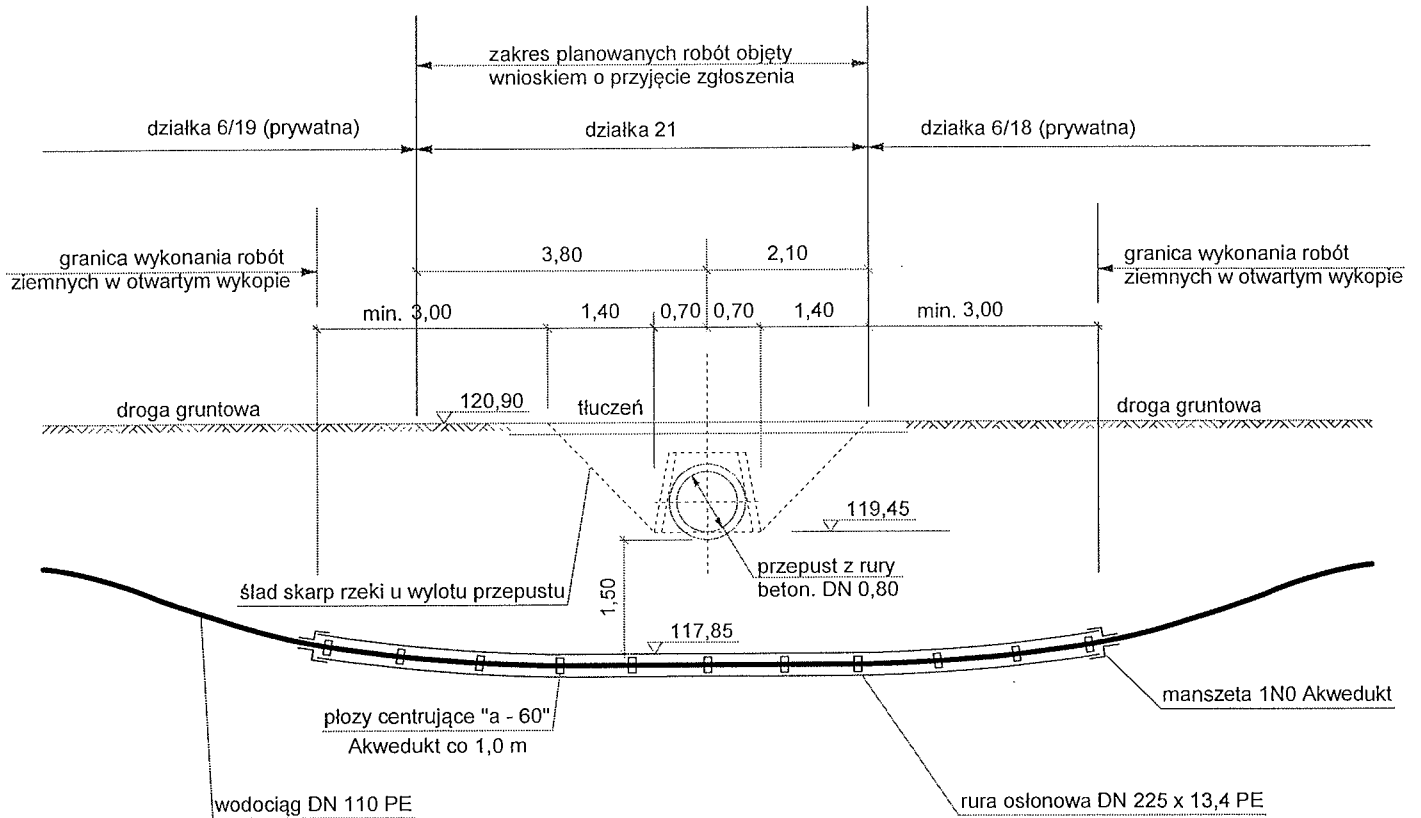 zakres planowanych robót objęty
wnioskiem o przyjęcie zgłoszenia
działka 6/19 (prywatna)
działka 21
działka 6/18 (prywatna)
granica wykonania robót
ziemnych w otwartym wykopie
3,80
2,10
granica wykonania robót
ziemnych w otwartym wykopie
min. 3,00
1,40
0,70
0,70
1,40
min. 3,00
droga gruntowa
120,90
tłuczeń
droga gruntowa
119,45
ślad skarp rzeki u wylotu przepustu
1,50
przepust z rury
beton. DN 0,80
117,85
płozy centrujące "a - 60"
Akwedukt co 1,0 m
manszeta 1N0 Akwedukt
wodociąg DN 110 PE
rura osłonowa DN 225 x 13,4 PE